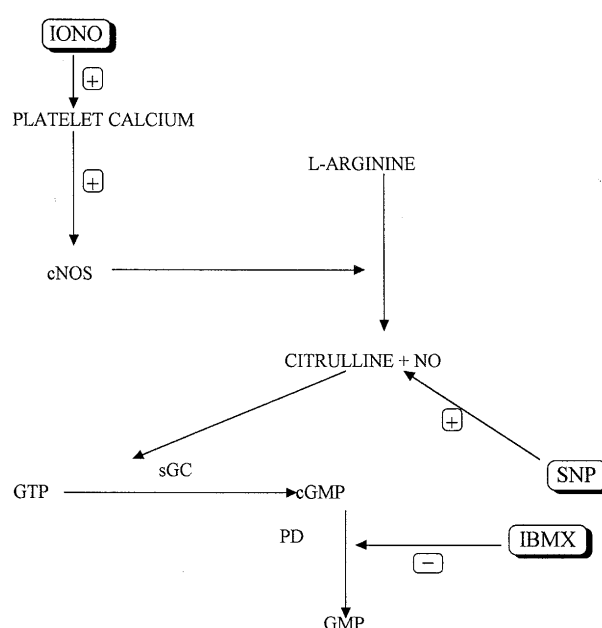 IONO
+
PLATELET CALCIUM
+
L-ARGININE
cNOS
CITRULLINE + NO
+
sGC
SNP
GTP
cGMP
PD
IBMX
−
GMP